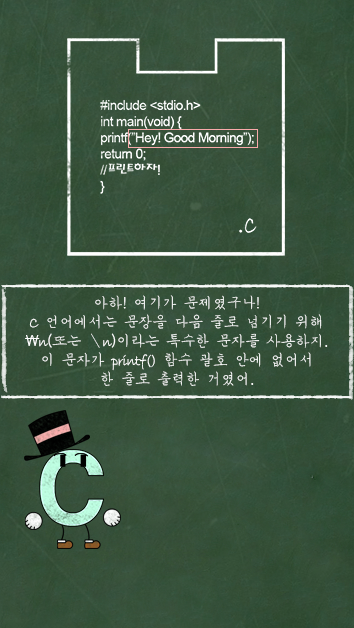 #include <stdio.h>
int main(void) {
printf("Hey! Good Morning");
return 0;
//프린트하자!
}
.C
아하! 여기가 문제였구나!
C 언어에서는 문장을 다음 줄로 넘기기 위해
₩n(또는 \n)이라는 특수한 문자를 사용하지.
이 문자가 printf() 함수 괄호 안에 없어서
한 줄로 출력한 거였어.
C